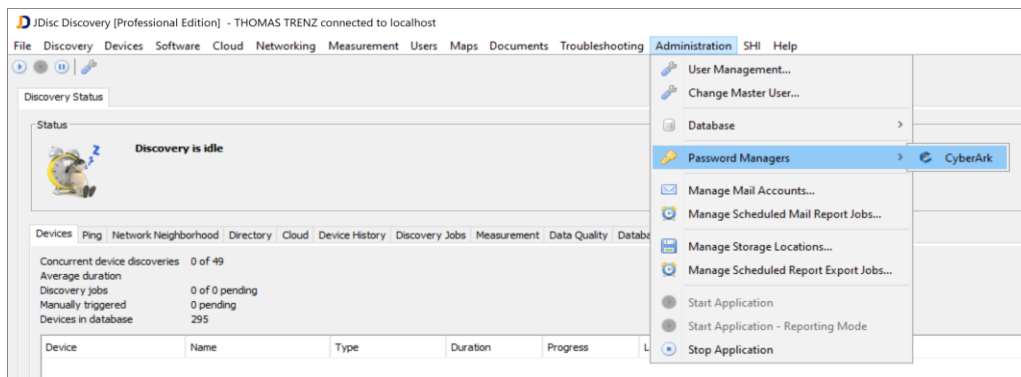 JDisc Discovery [Professional Edition] - THOMAS TRENZ connected to localhost
File Discovery Devices Software Cloud Networking Measurement Users Maps Documents Troubleshooting Administration SHI Help
User Management...
Change Master User...
Database
Password Managers
CyberArk
Manage Mail Accounts...
Manage Scheduled Mail Report Jobs...
Manage Storage Locations...
Manage Scheduled Report Export Jobs...
Start Application
Start Application - Reporting Mode
Stop Application
Discovery Status
Status
Discovery is idle
Devices Ping Network Neighborhood Directory Cloud Device History Discovery Jobs Measurement Data Quality
Concurrent device discoveries 0 of 49
Average duration
Discovery jobs 0 of 0 pending
Manually triggered 0 pending
Devices in database 295
Device Name Type Duration Progress